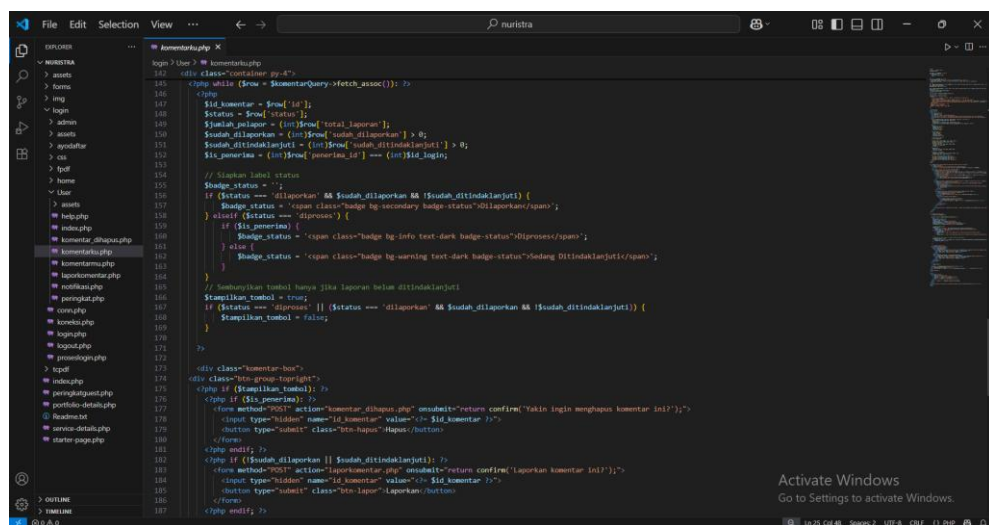 File Edit Selection View ... ← → nuristra
EXPLORER ...
NURISTRA
> assets
> forms
> img
login
> admin
> assets
> ayodaftar
> css
> fpdf
> home
User
> assets
help.php
index.php
komentar_dihapus.php
komentarku.php
komentarmu.php
laporkomentar.php
notifikasi.php
peringkat.php
conn.php
koneksi.php
login.php
logout.php
proseslogin.php
> tcpdf
index.php
peringkatguest.php
portfolio-details.php
Readme.txt
service-details.php
starter-page.php
> OUTLINE
> TIMELINE
komentarku.php ×
login > User > komentarku.php
142 <div class="container py-4">
145 <?php while ($row = $komentarQuery->fetch_assoc()): ?>
146 <?php
147 $id_komentar = $row['id'];
148 $status = $row['status'];
149 $jumlah_pelapor = (int)$row['total_laporan'];
150 $sudah_dilaporkan = (int)$row['sudah_dilaporkan'] > 0;
151 $sudah_ditindaklanjuti = (int)$row['sudah_ditindaklanjuti'] > 0;
152 $is_penerima = (int)$row['penerima_id'] === (int)$id_login;
153
154 // Siapkan label status
155 $badge_status = '';
156 if ($status === 'dilaporkan' && $sudah_dilaporkan && !$sudah_ditindaklanjuti) {
157 $badge_status = '<span class="badge bg-secondary badge-status">Dilaporkan</span>';
158 } elseif ($status === 'diproses') {
159 if ($is_penerima) {
160 $badge_status = '<span class="badge bg-info text-dark badge-status">Diproses</span>';
161 } else {
162 $badge_status = '<span class="badge bg-warning text-dark badge-status">Sedang Ditindaklanjuti</span>';
163 }
164 }
165 // Sembunyikan tombol hanya jika laporan belum ditindaklanjuti
166 $tampilkan_tombol = true;
167 if ($status === 'diproses' || ($status === 'dilaporkan' && $sudah_dilaporkan && !$sudah_ditindaklanjuti)) {
168 $tampilkan_tombol = false;
169 }
170
171 ?>
172
173 <div class="komentar-box">
174 <div class="btn-group-topright">
175 <?php if ($tampilkan_tombol): ?>
176 <?php if ($is_penerima): ?>
177 <form method="POST" action="komentar_dihapus.php" onsubmit="return confirm('Yakin ingin menghapus komentar ini?');">
178 <input type="hidden" name="id_komentar" value="<?= $id_komentar ?>">
179 <button type="submit" class="btn-hapus">Hapus</button>
180 </form>
181 <?php endif; ?>
182 <?php if (!$sudah_dilaporkan || $sudah_ditindaklanjuti): ?>
183 <form method="POST" action="laporkomentar.php" onsubmit="return confirm('Laporkan komentar ini?');">
184 <input type="hidden" name="id_komentar" value="<?= $id_komentar ?>">
185 <button type="submit" class="btn-lapor">Laporkan</button>
186 </form>
187 <?php endif; ?>
Activate Windows
Go to Settings to activate Windows.
0 0 Ln 25, Col 48 Spaces: 2 UTF-8 CRLF {} PHP